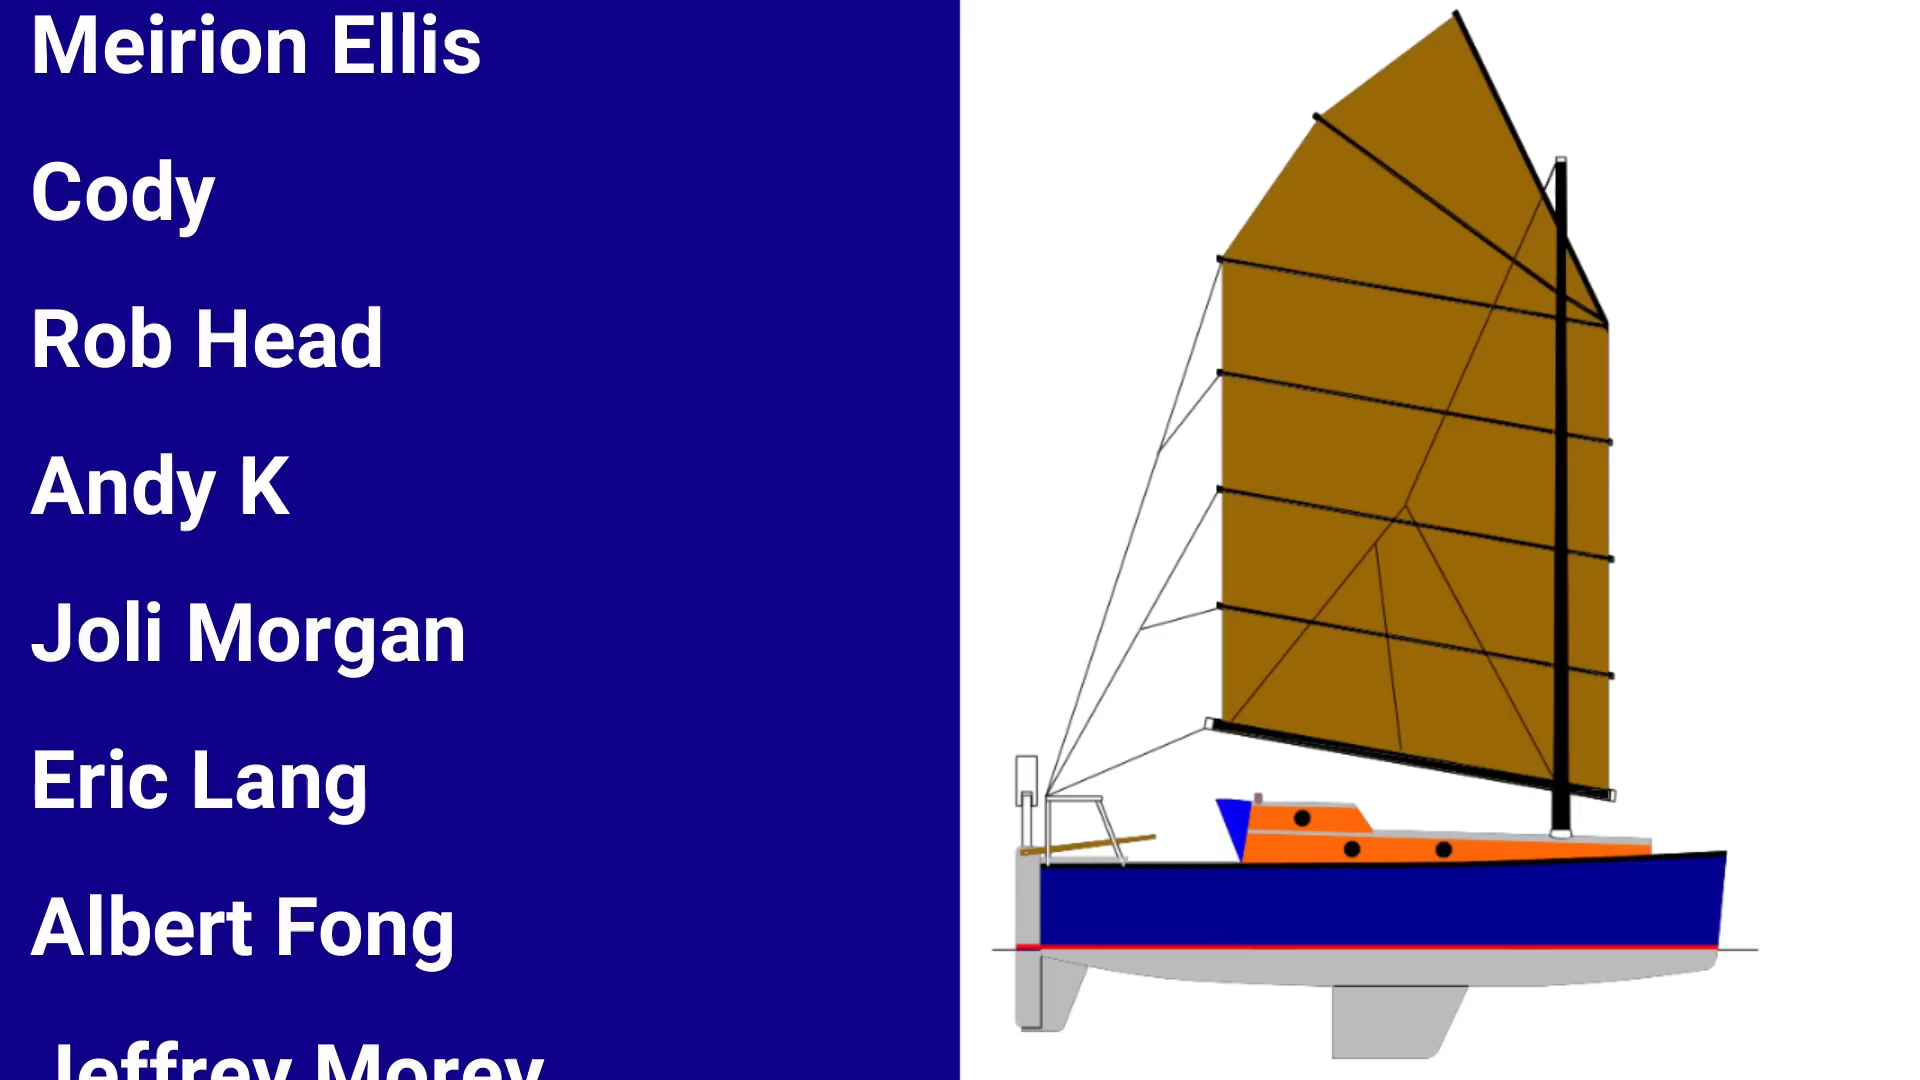 Meirion Ellis
Cody
Rob Head
Andy K
Joli Morgan
Eric Lang
Albert Fong
Jeffrey Morey